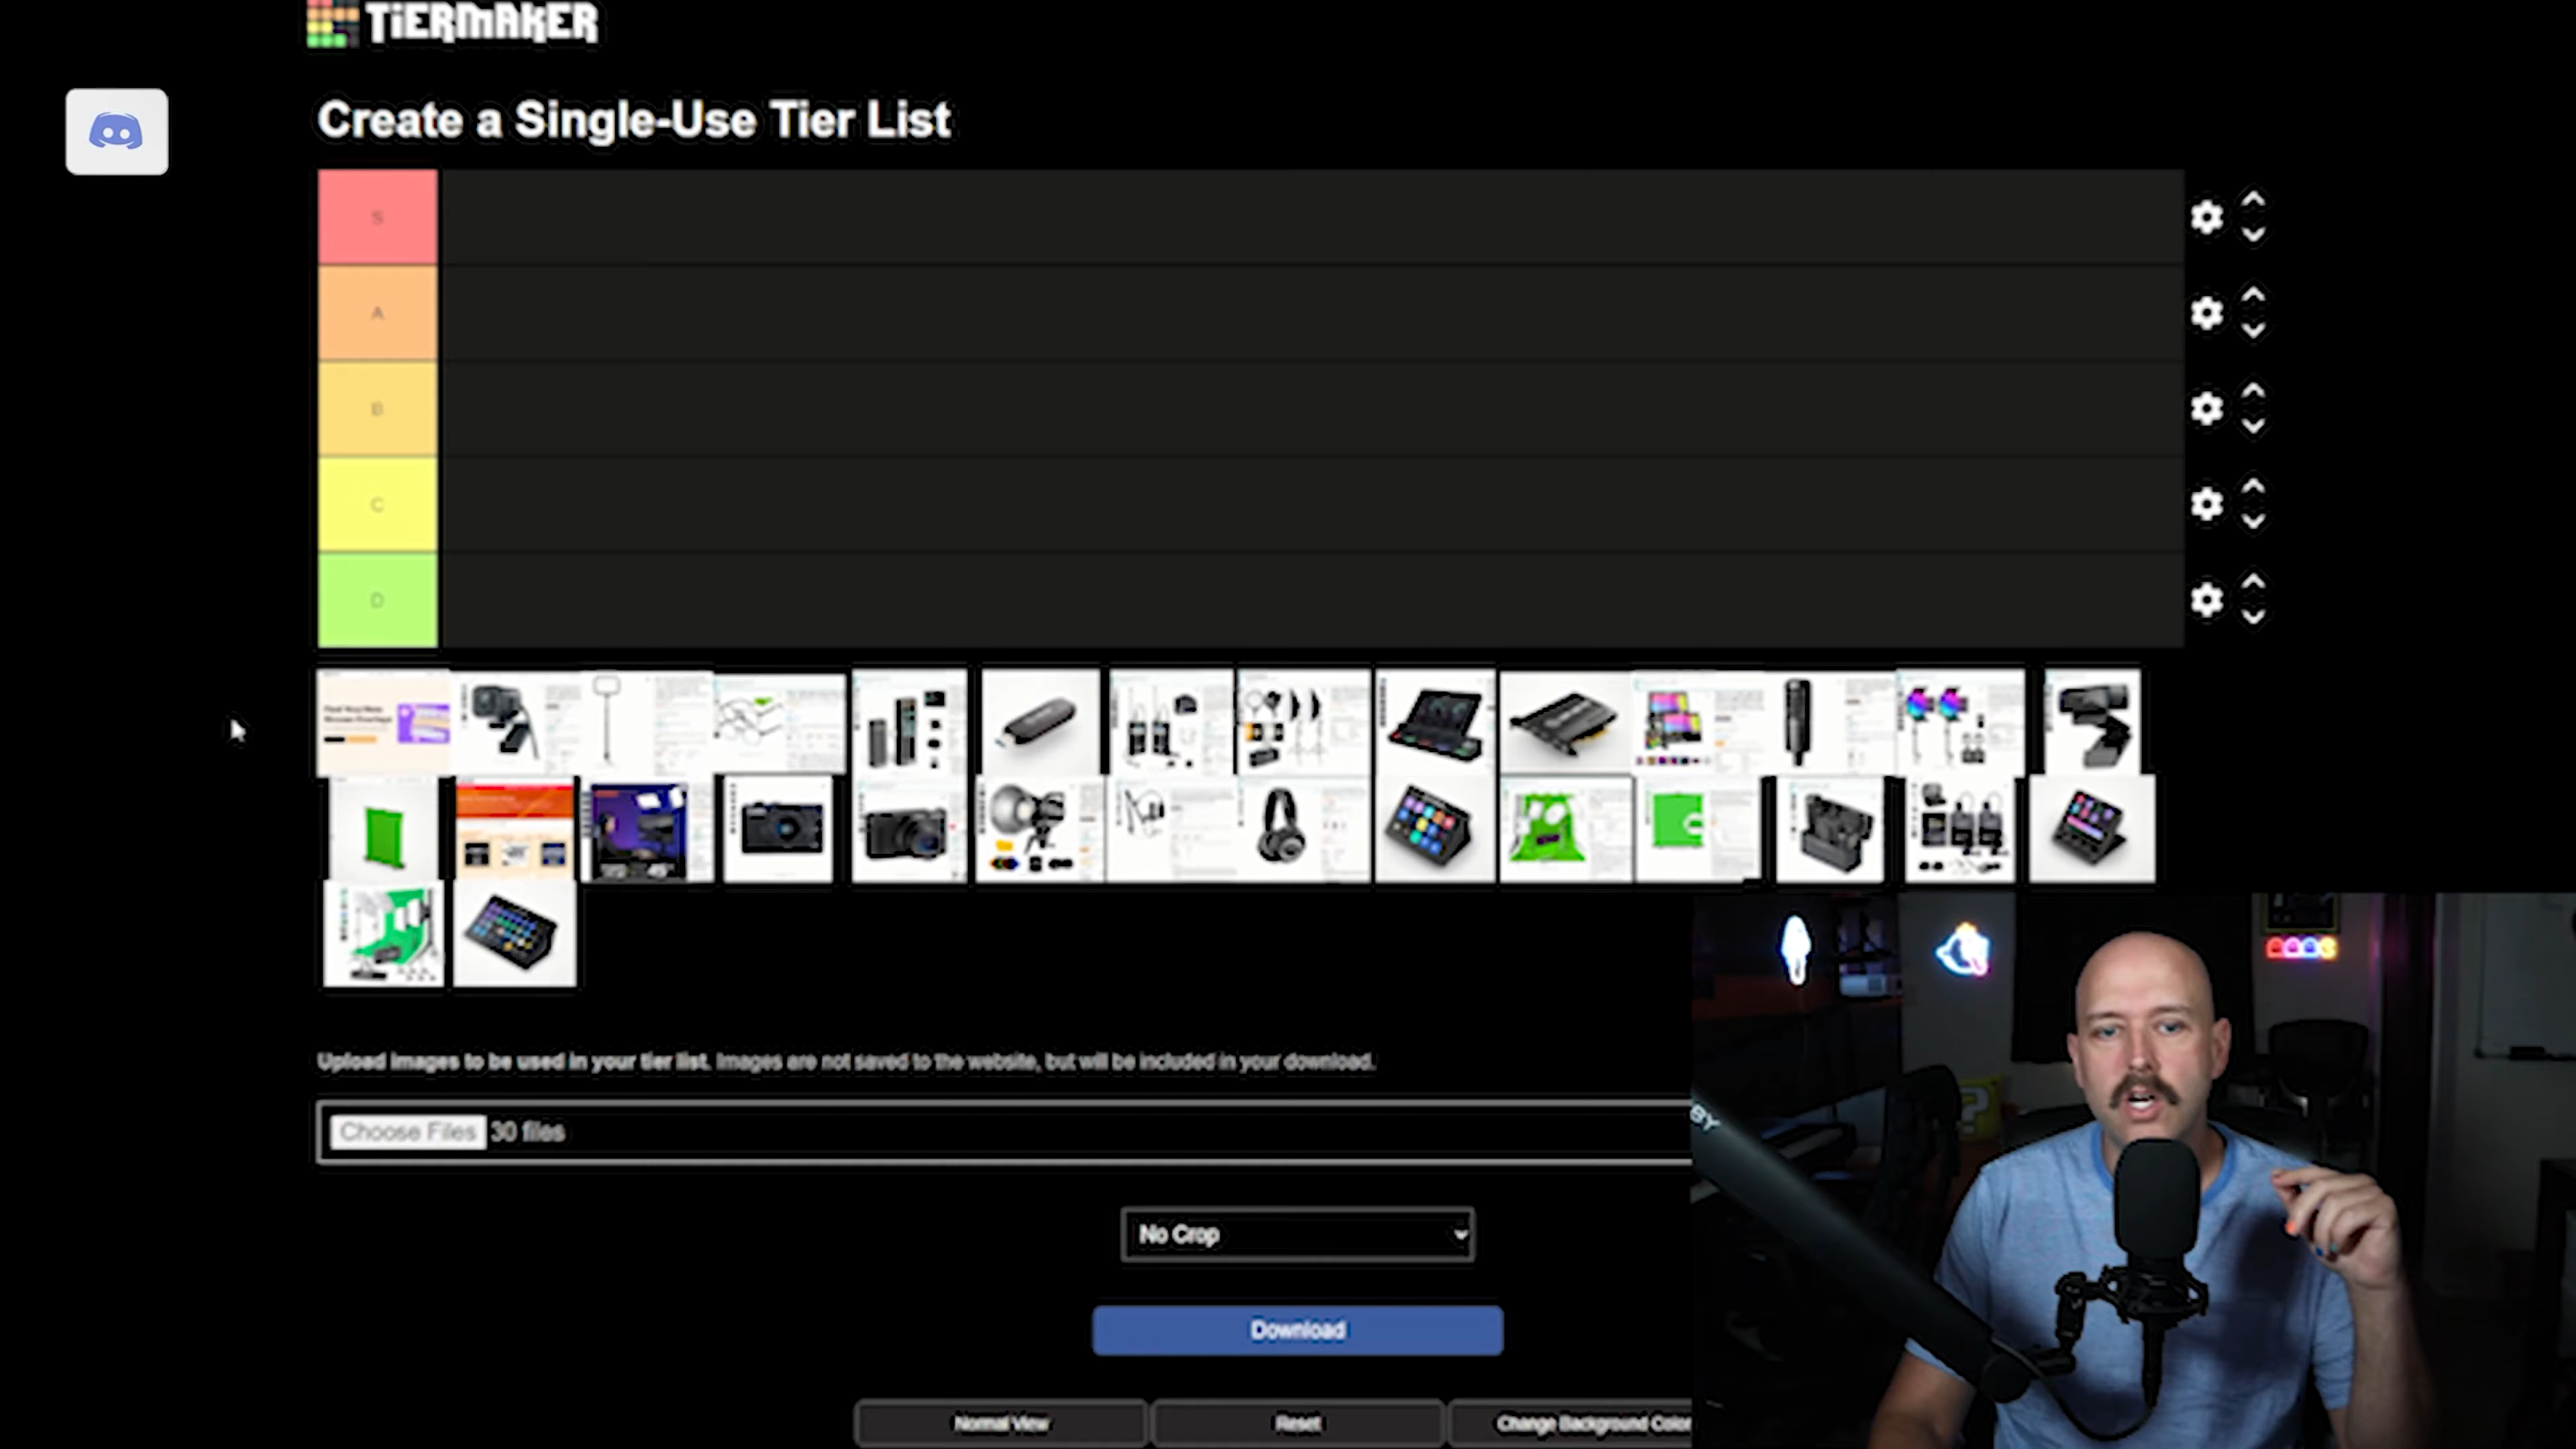 TiERMAKER
Create a Single-Use Tier List
S
A
B
C
D
Upload images to be used in your tier list. Images are not saved to the website, but will be included in your download.
Choose Files 30 files
BY
No Crop
Download
Normal View Reset Change Background Color